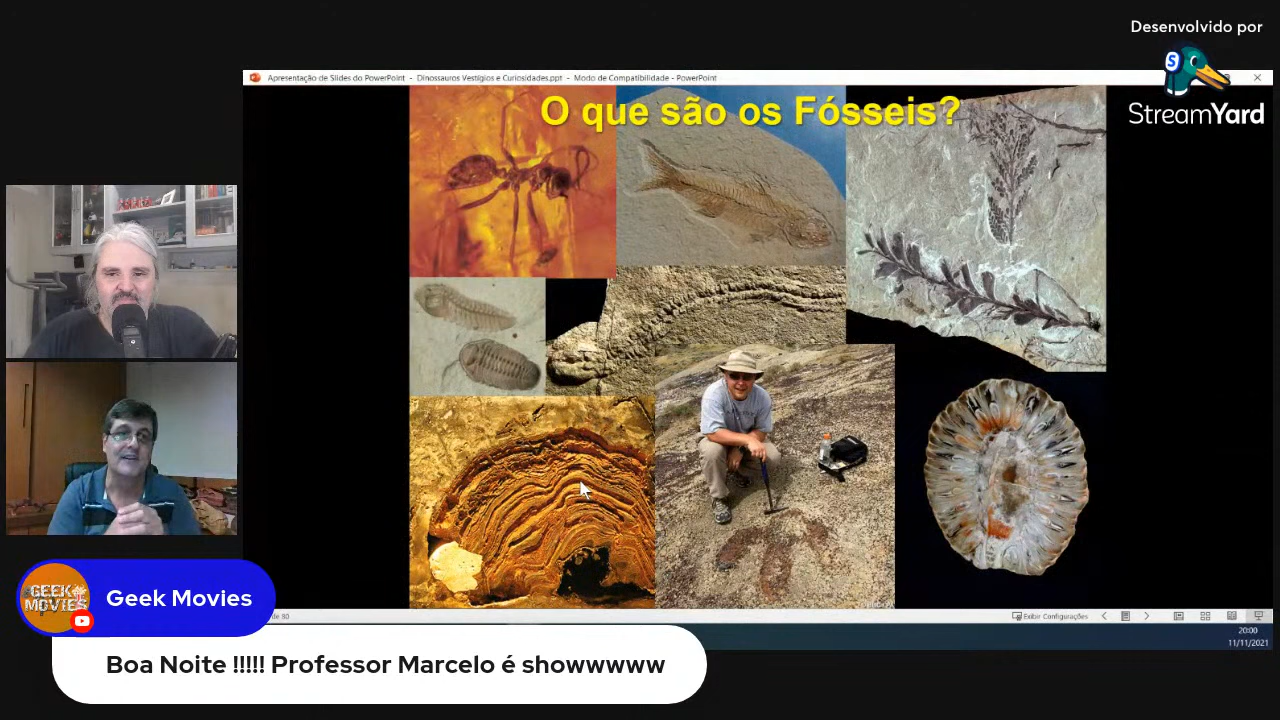 Desenvolvido por
StreamYard
Apresentação de Slides do PowerPoint - Dinossauros Vestígios e Curiosidades.ppt - Modo de Compatibilidade - PowerPoint
O que são os Fósseis?
GEEK MOVIES
Geek Movies
Boa Noite !!!!! Professor Marcelo é showwwww
80
Exibir Configurações
20:00
11/11/2021